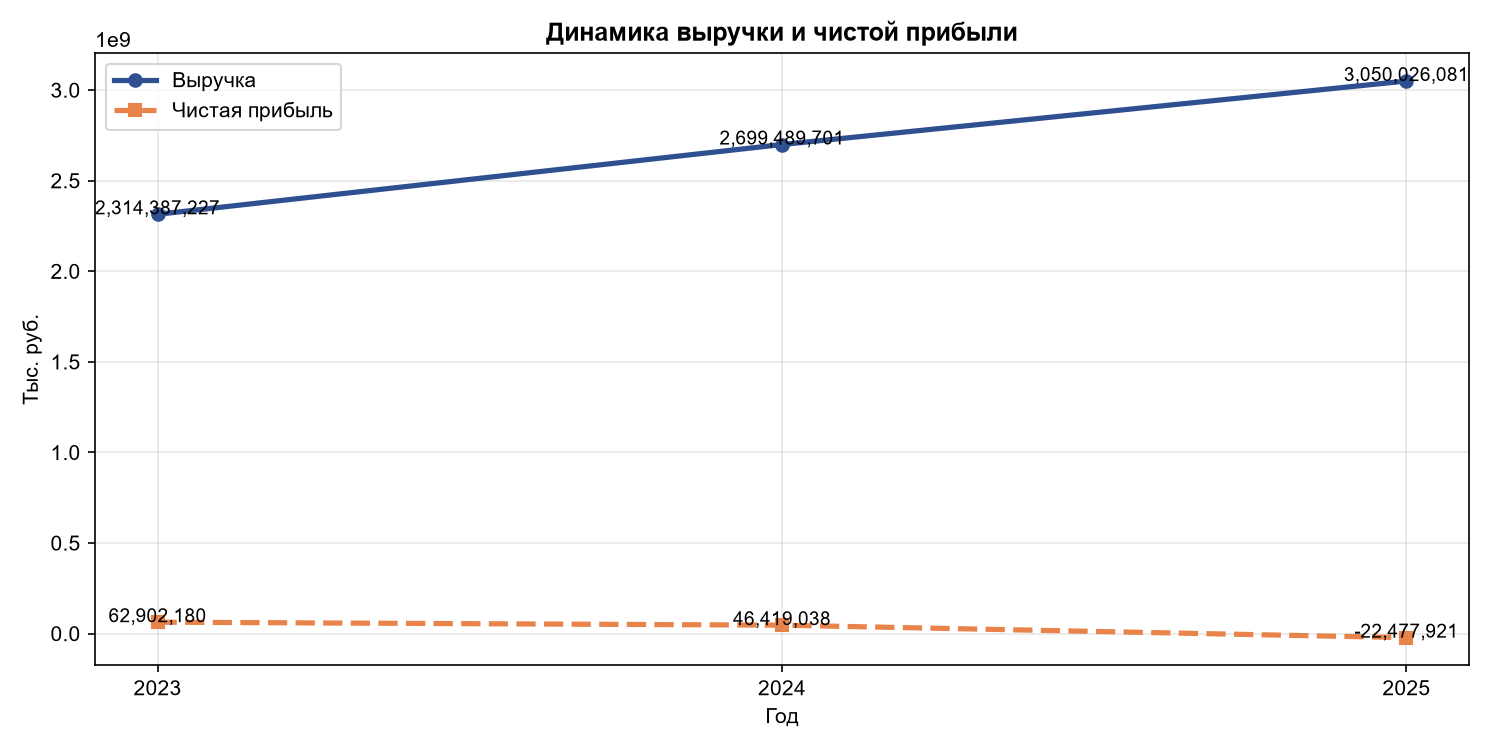 Динамика выручки и чистой прибыли
1e9
Выручка
Чистая прибыль
3.0
2.5
2.0
1.5
1.0
0.5
0.0
Тыс. руб.
2,314,387,227
2,699,489,701
3,050,026,081
62,902,180
46,419,038
-22,477,921
2023
2024
2025
Год